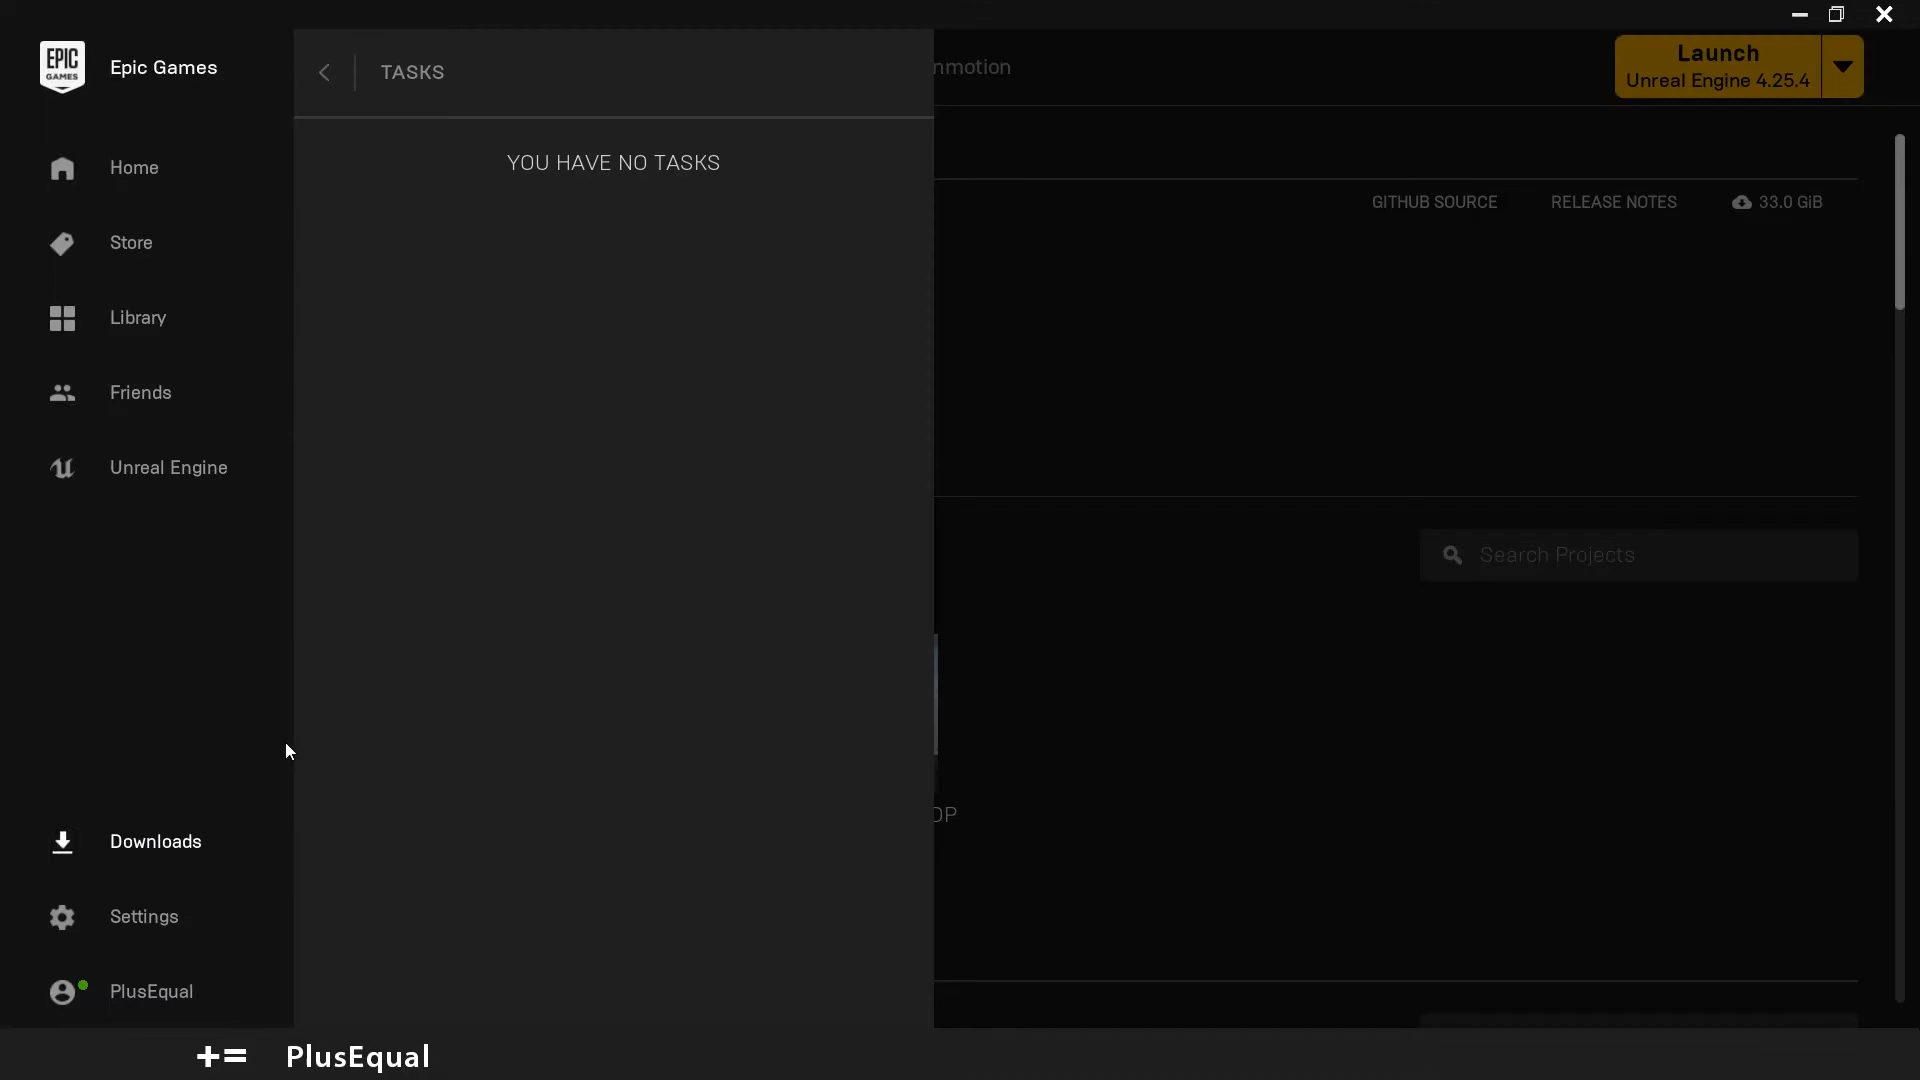 EPIC
GAMES
Epic Games
TASKS
nmotion
Launch
Unreal Engine 4.25.4
Home
YOU HAVE NO TASKS
GITHUB SOURCE
RELEASE NOTES
33.0 GiB
Store
Library
Friends
Unreal Engine
Search Projects
OP
Downloads
Settings
PlusEqual
+= PlusEqual